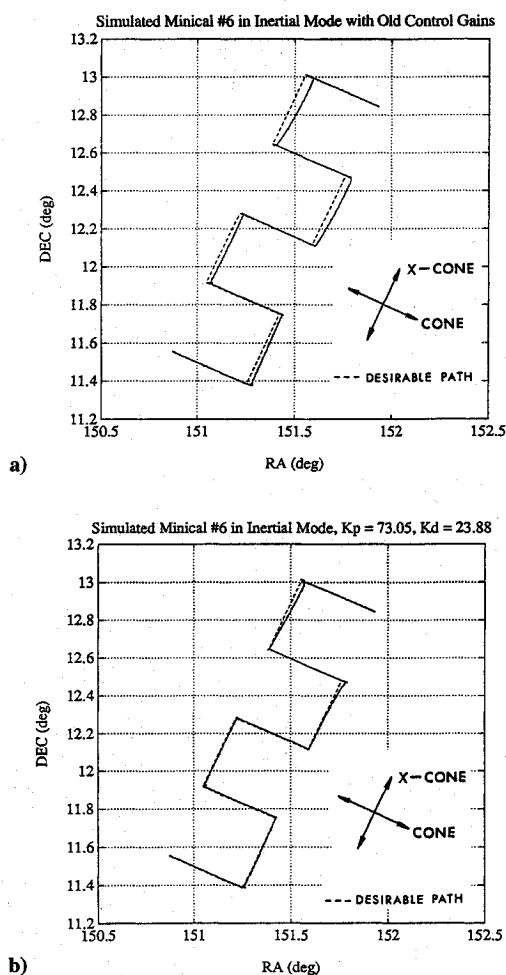 Simulated Minical #6 in Inertial Mode with Old Control Gains
13.2
13
12.8
12.6
12.4
12.2
12
11.8
11.6
11.4
11.2
DEC (deg)
X-CONE
CONE
--- DESIRABLE PATH
150.5 151 151.5 152 152.5
RA (deg)
a)
Simulated Minical #6 in Inertial Mode, Kp = 73.05, Kd = 23.88
13.2
13
12.8
12.6
12.4
12.2
12
11.8
11.6
11.4
11.2
DEC (deg)
X-CONE
CONE
--- DESIRABLE PATH
150.5 151 151.5 152 152.5
RA (deg)
b)